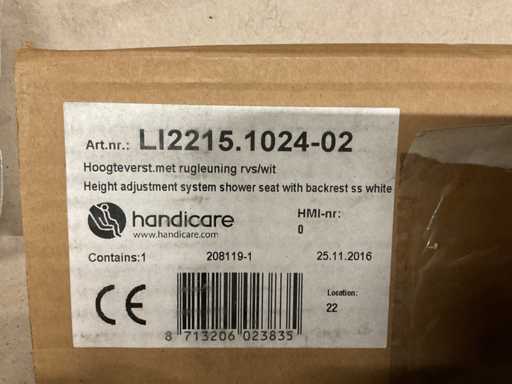 Art.nr.: LI2215.1024-02
Hoogteverst.met rugleuning rvs/wit
Height adjustment system shower seat with backrest ss white
handicare
www.handicare.com
HMI-nr:
0
Contains:1 208119-1 25.11.2016
CE
Location:
22
8 713206 023835